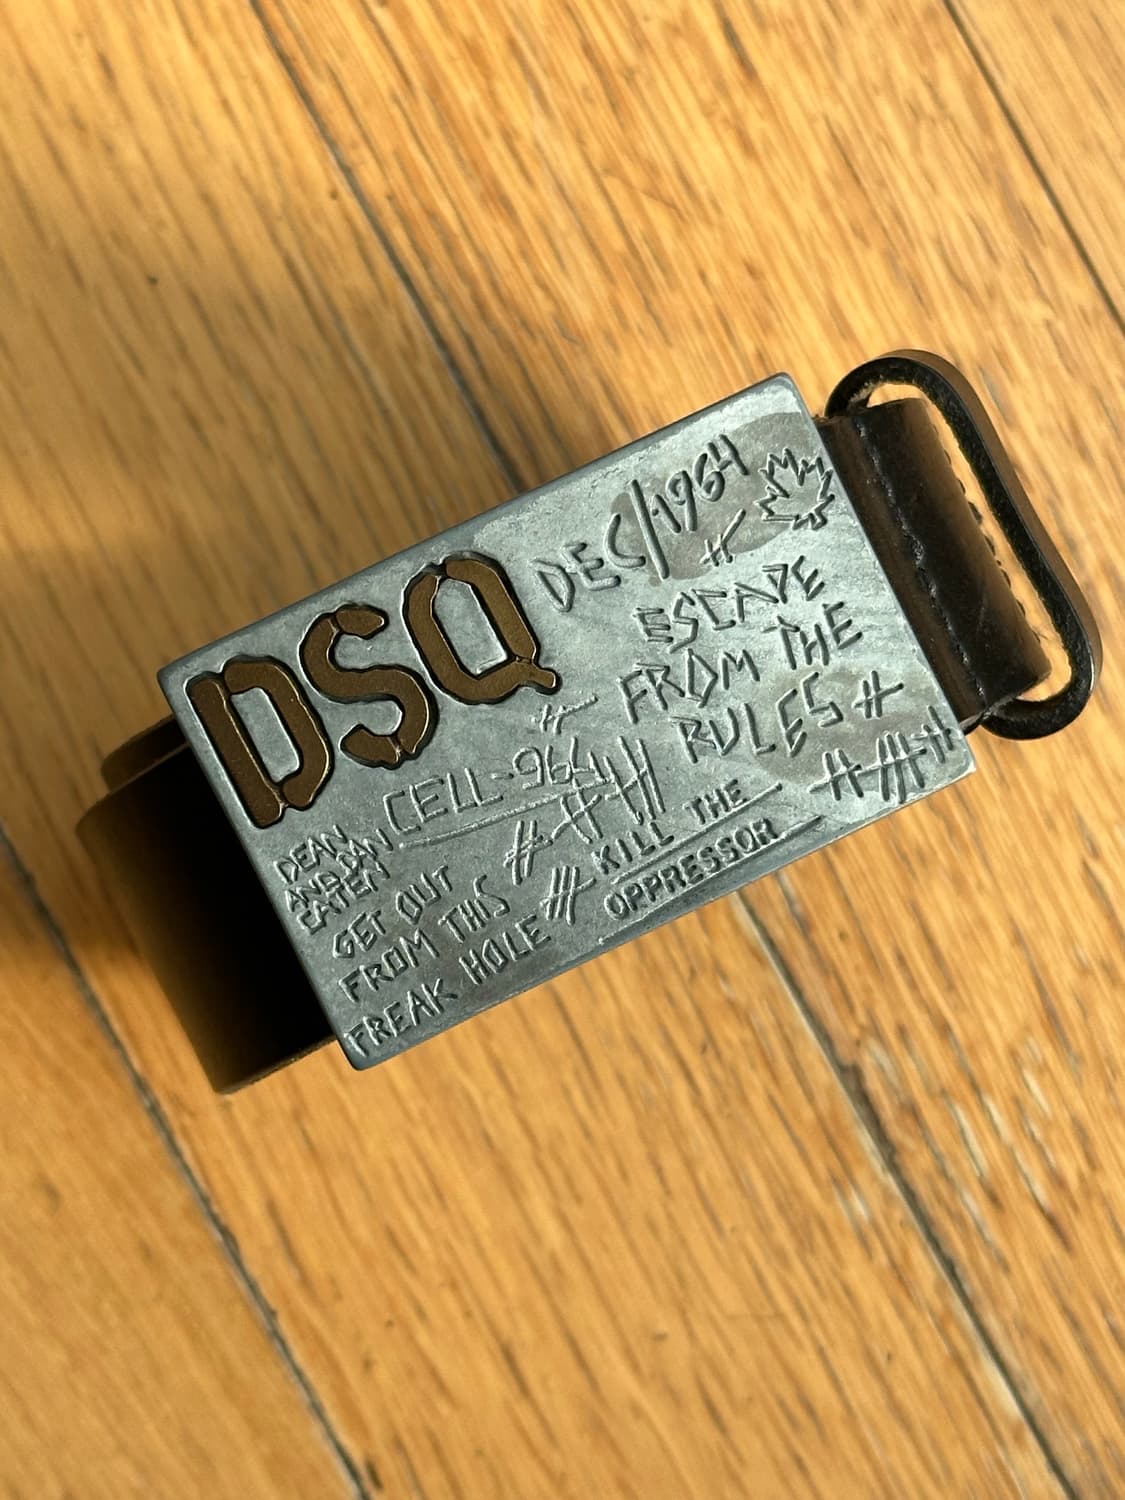 DSQ
DEC/1964
ESCAPE
FROM THE
RULES
CELL-964
DEAN
AND DAN
EATEN
GET OUT
FROM THIS
FREAK HOLE
KILL THE
OPPRESSOR